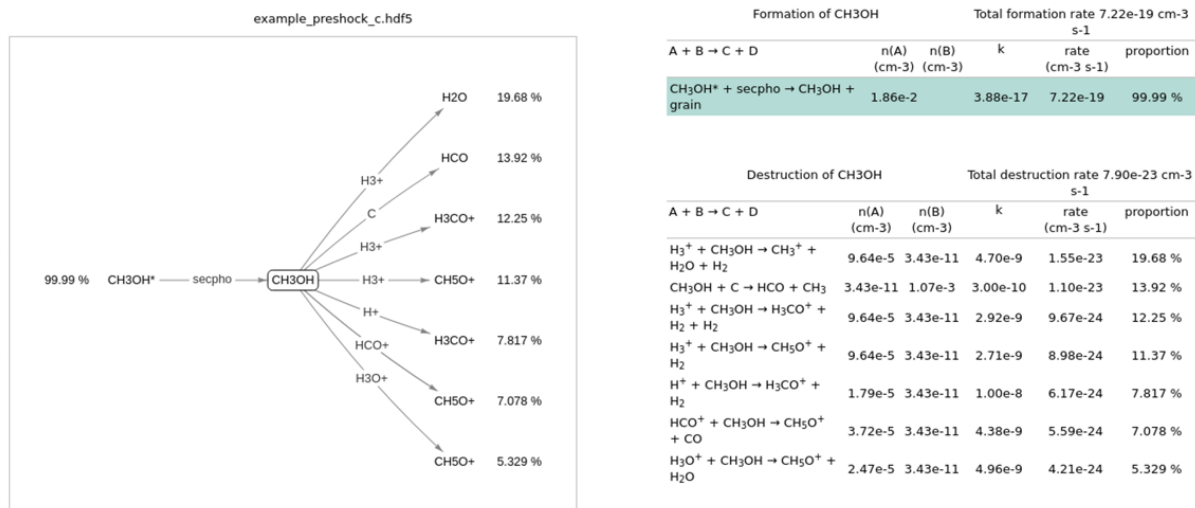 example_preshock_c.hdf5
H2O 19.68 %
HCO 13.92 %
H3+
C
H3CO+ 12.25 %
H3+
99.99 % CH3OH* secpho CH3OH H3+ CH5O+ 11.37 %
H+
H3CO+ 7.817 %
HCO+
H3O+
CH5O+ 7.078 %
CH5O+ 5.329 %
Formation of CH3OH Total formation rate 7.22e-19 cm-3
s-1
A + B → C + D n(A) n(B) k rate proportion
(cm-3) (cm-3) (cm-3 s-1)
CH₃OH* + secpho → CH₃OH +
grain 1.86e-2 3.88e-17 7.22e-19 99.99 %
Destruction of CH3OH Total destruction rate 7.90e-23 cm-3
s-1
A + B → C + D n(A) n(B) k rate proportion
(cm-3) (cm-3) (cm-3 s-1)
H₃⁺ + CH₃OH → CH₃⁺ +
H₂O + H₂ 9.64e-5 3.43e-11 4.70e-9 1.55e-23 19.68 %
CH₃OH + C → HCO + CH₃ 3.43e-11 1.07e-3 3.00e-10 1.10e-23 13.92 %
H₃⁺ + CH₃OH → H₃CO⁺ +
H₂ + H₂ 9.64e-5 3.43e-11 2.92e-9 9.67e-24 12.25 %
H₃⁺ + CH₃OH → CH₅O⁺ +
H₂ 9.64e-5 3.43e-11 2.71e-9 8.98e-24 11.37 %
H⁺ + CH₃OH → H₃CO⁺ +
H₂ 1.79e-5 3.43e-11 1.00e-8 6.17e-24 7.817 %
HCO⁺ + CH₃OH → CH₅O⁺
+ CO 3.72e-5 3.43e-11 4.38e-9 5.59e-24 7.078 %
H₃O⁺ + CH₃OH → CH₅O⁺ +
H₂O 2.47e-5 3.43e-11 4.96e-9 4.21e-24 5.329 %